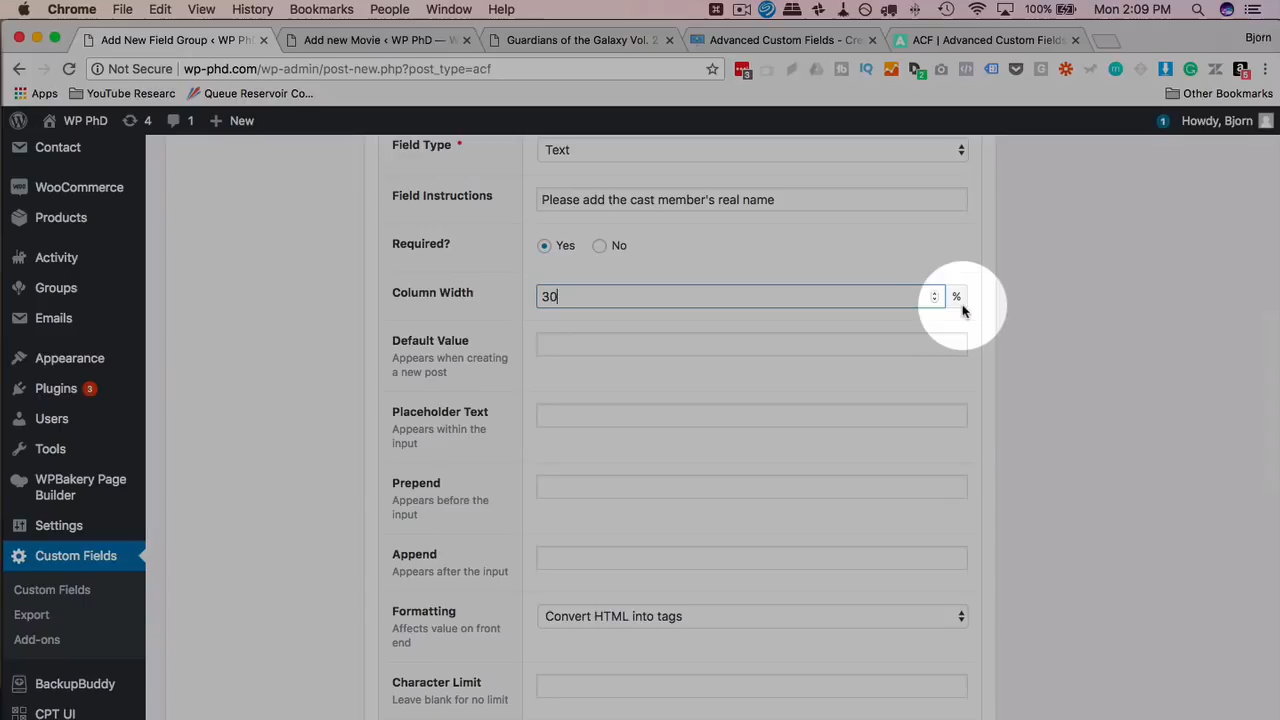 Chrome File Edit View History Bookmarks People Window Help 100% Mon 2:09 PM
Add New Field Group ‹ WP PhD Add new Movie ‹ WP PhD — Guardians of the Galaxy Vol. 2 Advanced Custom Fields - Cre ACF | Advanced Custom Fields Bjorn
Not Secure wp-phd.com/wp-admin/post-new.php?post_type=acf
Apps YouTube Researc Queue Reservoir Co... Other Bookmarks
WP PhD 4 1 New 1 Howdy, Bjorn
Contact
WooCommerce
Products
Activity
Groups
Emails
Appearance
Plugins 3
Users
Tools
WPBakery Page
Builder
Settings
Custom Fields
Custom Fields
Export
Add-ons
BackupBuddy
CPT UI
Field Type * Text
Field Instructions Please add the cast member's real name
Required? Yes No
Column Width 30 %
Default Value
Appears when creating
a new post
Placeholder Text
Appears within the
input
Prepend
Appears before the
input
Append
Appears after the input
Formatting Convert HTML into tags
Affects value on front
end
Character Limit
Leave blank for no limit